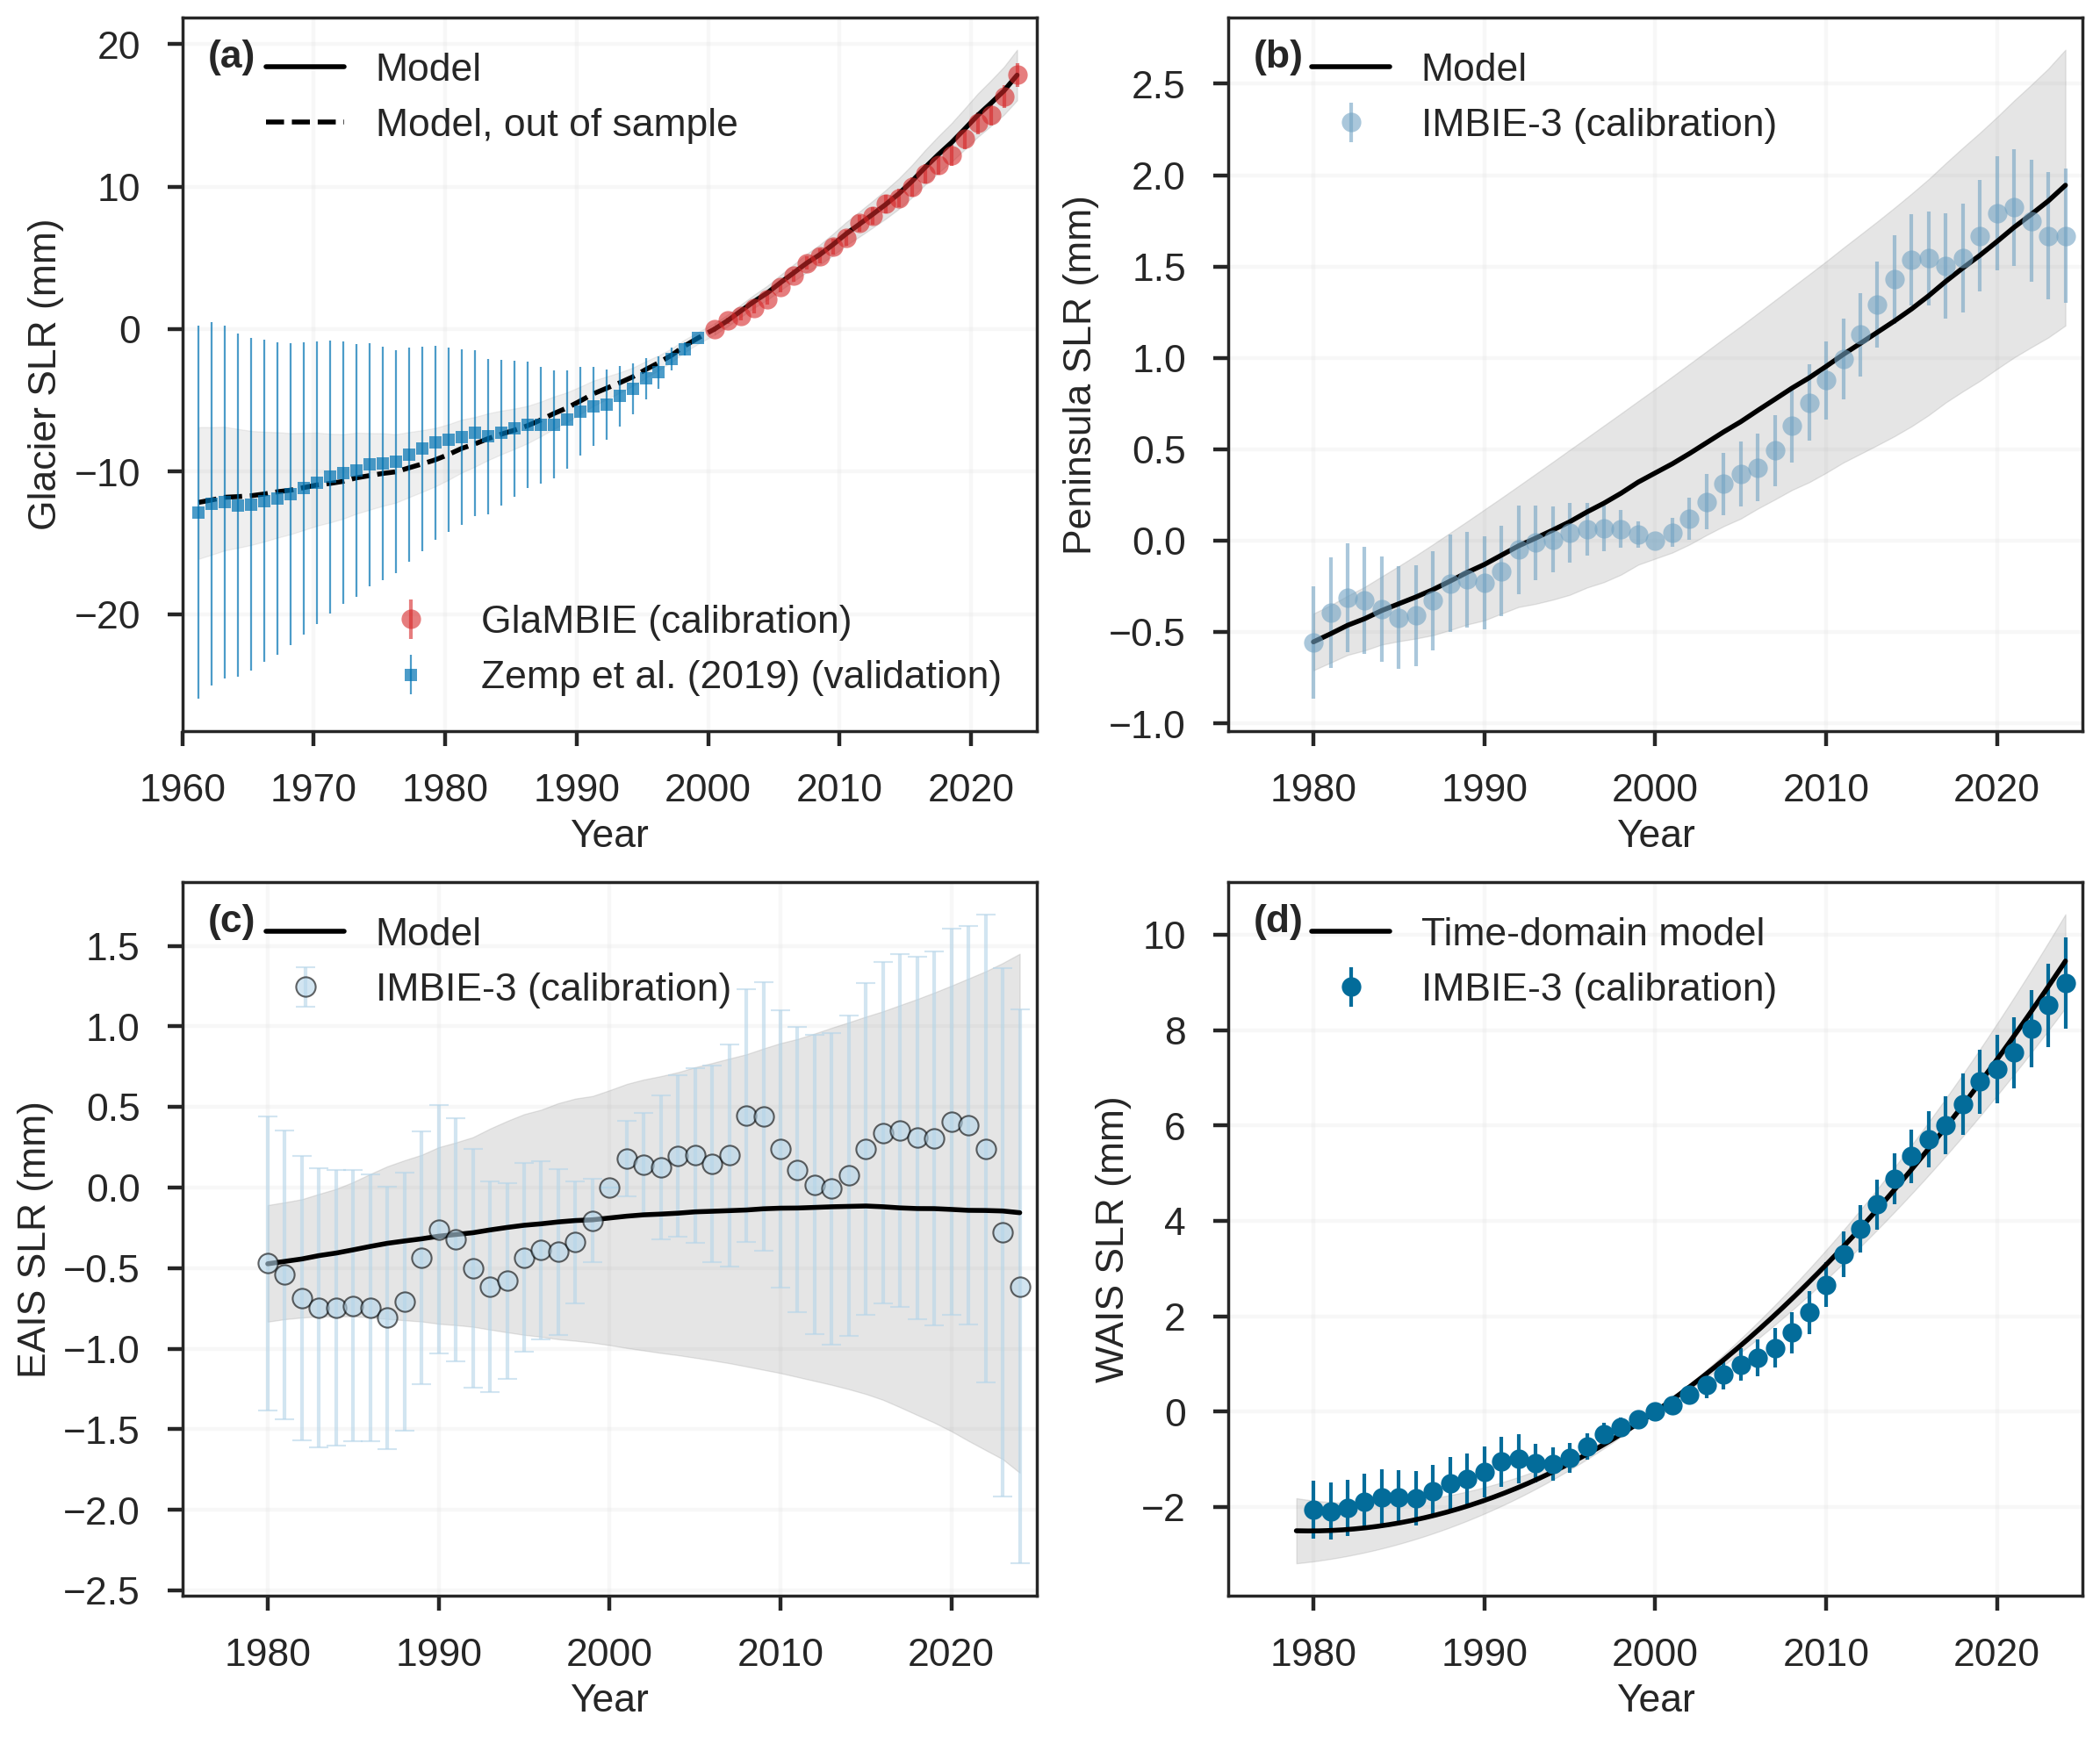 (a)
Model
Model, out of sample
GlaMBIE (calibration)
Zemp et al. (2019) (validation)
Glacier SLR (mm)
20
10
0
−10
−20
1960 1970 1980 1990 2000 2010 2020
Year
(b)
Model
IMBIE-3 (calibration)
Peninsula SLR (mm)
2.5
2.0
1.5
1.0
0.5
0.0
−0.5
−1.0
1980 1990 2000 2010 2020
Year
(c)
Model
IMBIE-3 (calibration)
EAIS SLR (mm)
1.5
1.0
0.5
0.0
−0.5
−1.0
−1.5
−2.0
−2.5
1980 1990 2000 2010 2020
Year
(d)
Time-domain model
IMBIE-3 (calibration)
WAIS SLR (mm)
10
8
6
4
2
0
−2
1980 1990 2000 2010 2020
Year